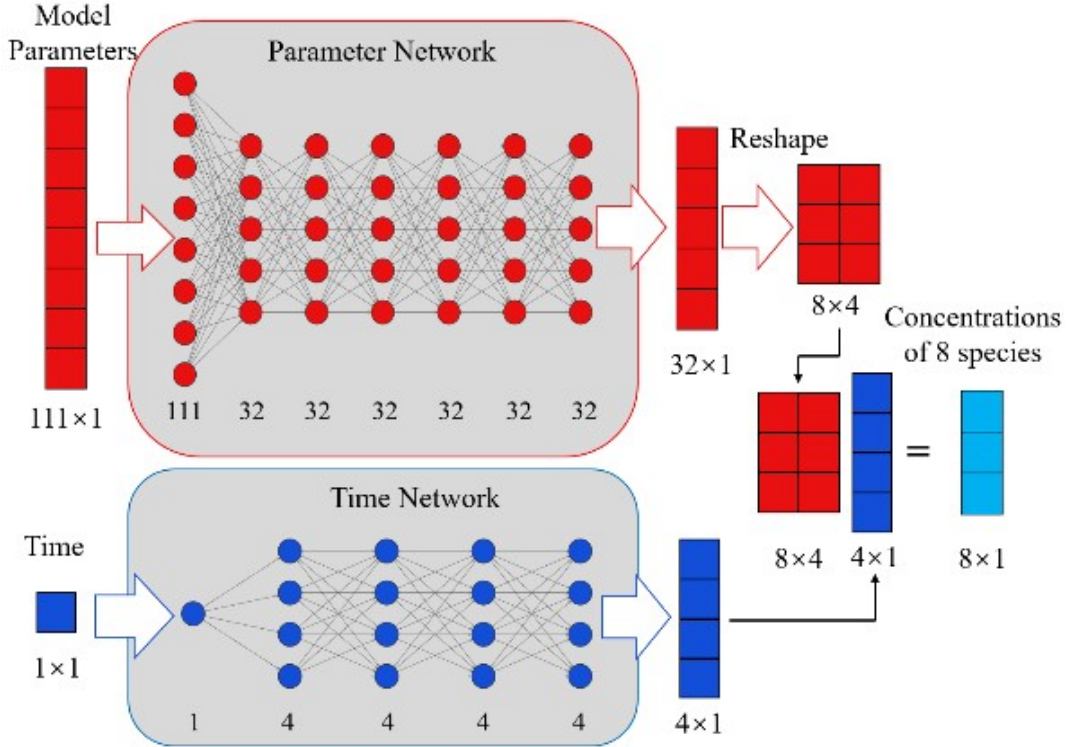 Model
Parameters
Parameter Network
111×1
111 32 32 32 32 32 32
32×1
Reshape
8×4
Concentrations
of 8 species
=
8×4 4×1 8×1
Time Network
Time
1×1
1 4 4 4 4
4×1